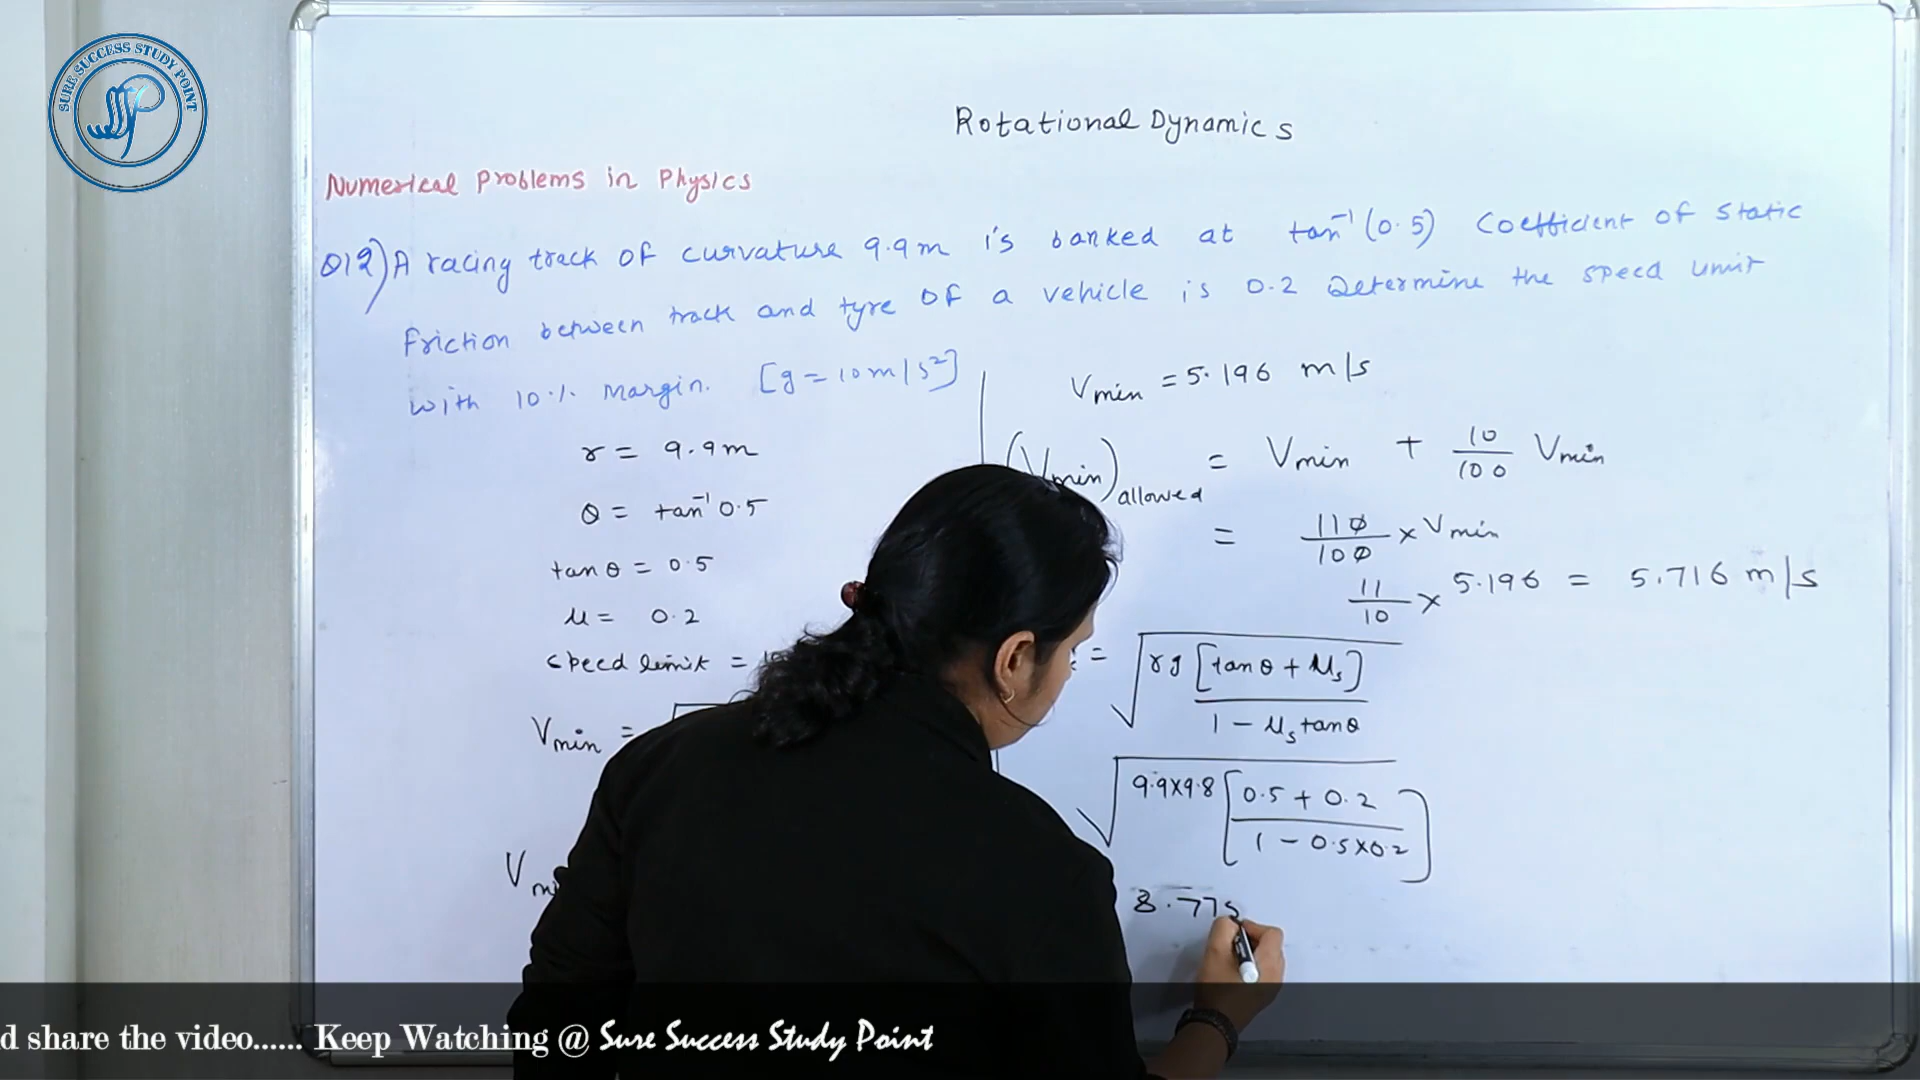 SURE SUCCESS STUDY POINT
Rotational Dynamics
Numerical Problems in Physics
Q12) A racing track of curvature 9.9m is banked at tan⁻¹(0.5) Coefficient of static
friction between track and tyre of a vehicle is 0.2 Determine the speed limit
with 10% margin. [g = 10 m/s²]
r = 9.9m
θ = tan⁻¹ 0.5
tan θ = 0.5
μ = 0.2
speed limit =
Vmin =
Vmin = 5.196 m/s
(Vmin)allowed = Vmin + 10/100 Vmin
= 110/100 × Vmin
11/10 × 5.196 = 5.716 m/s
= √(rg [tan θ + μs] / 1 - μs tan θ)
√(9.9×9.8 [0.5 + 0.2 / 1 - 0.5×0.2])
8.775
d share the video...... Keep Watching @ Sure Success Study Point